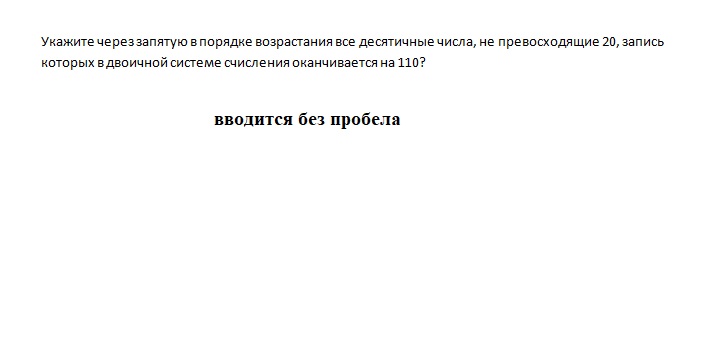 Укажите через запятую в порядке возрастания все десятичные числа, не превосходящие 20, запись
которых в двоичной системе счисления оканчивается на 110?
вводится без пробела